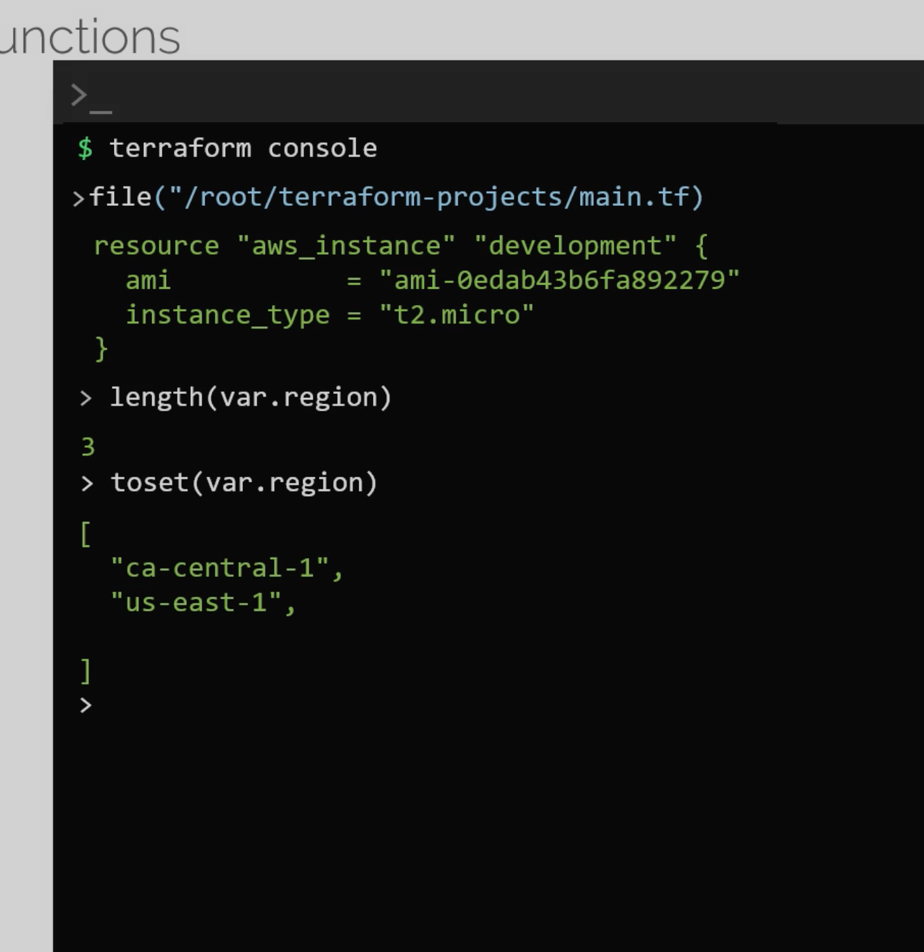 unctions
>_
$ terraform console
>file("/root/terraform-projects/main.tf)
resource "aws_instance" "development" {
  ami           = "ami-0edab43b6fa892279"
  instance_type = "t2.micro"
}
> length(var.region)
3
> toset(var.region)
[
  "ca-central-1",
  "us-east-1",
]
>